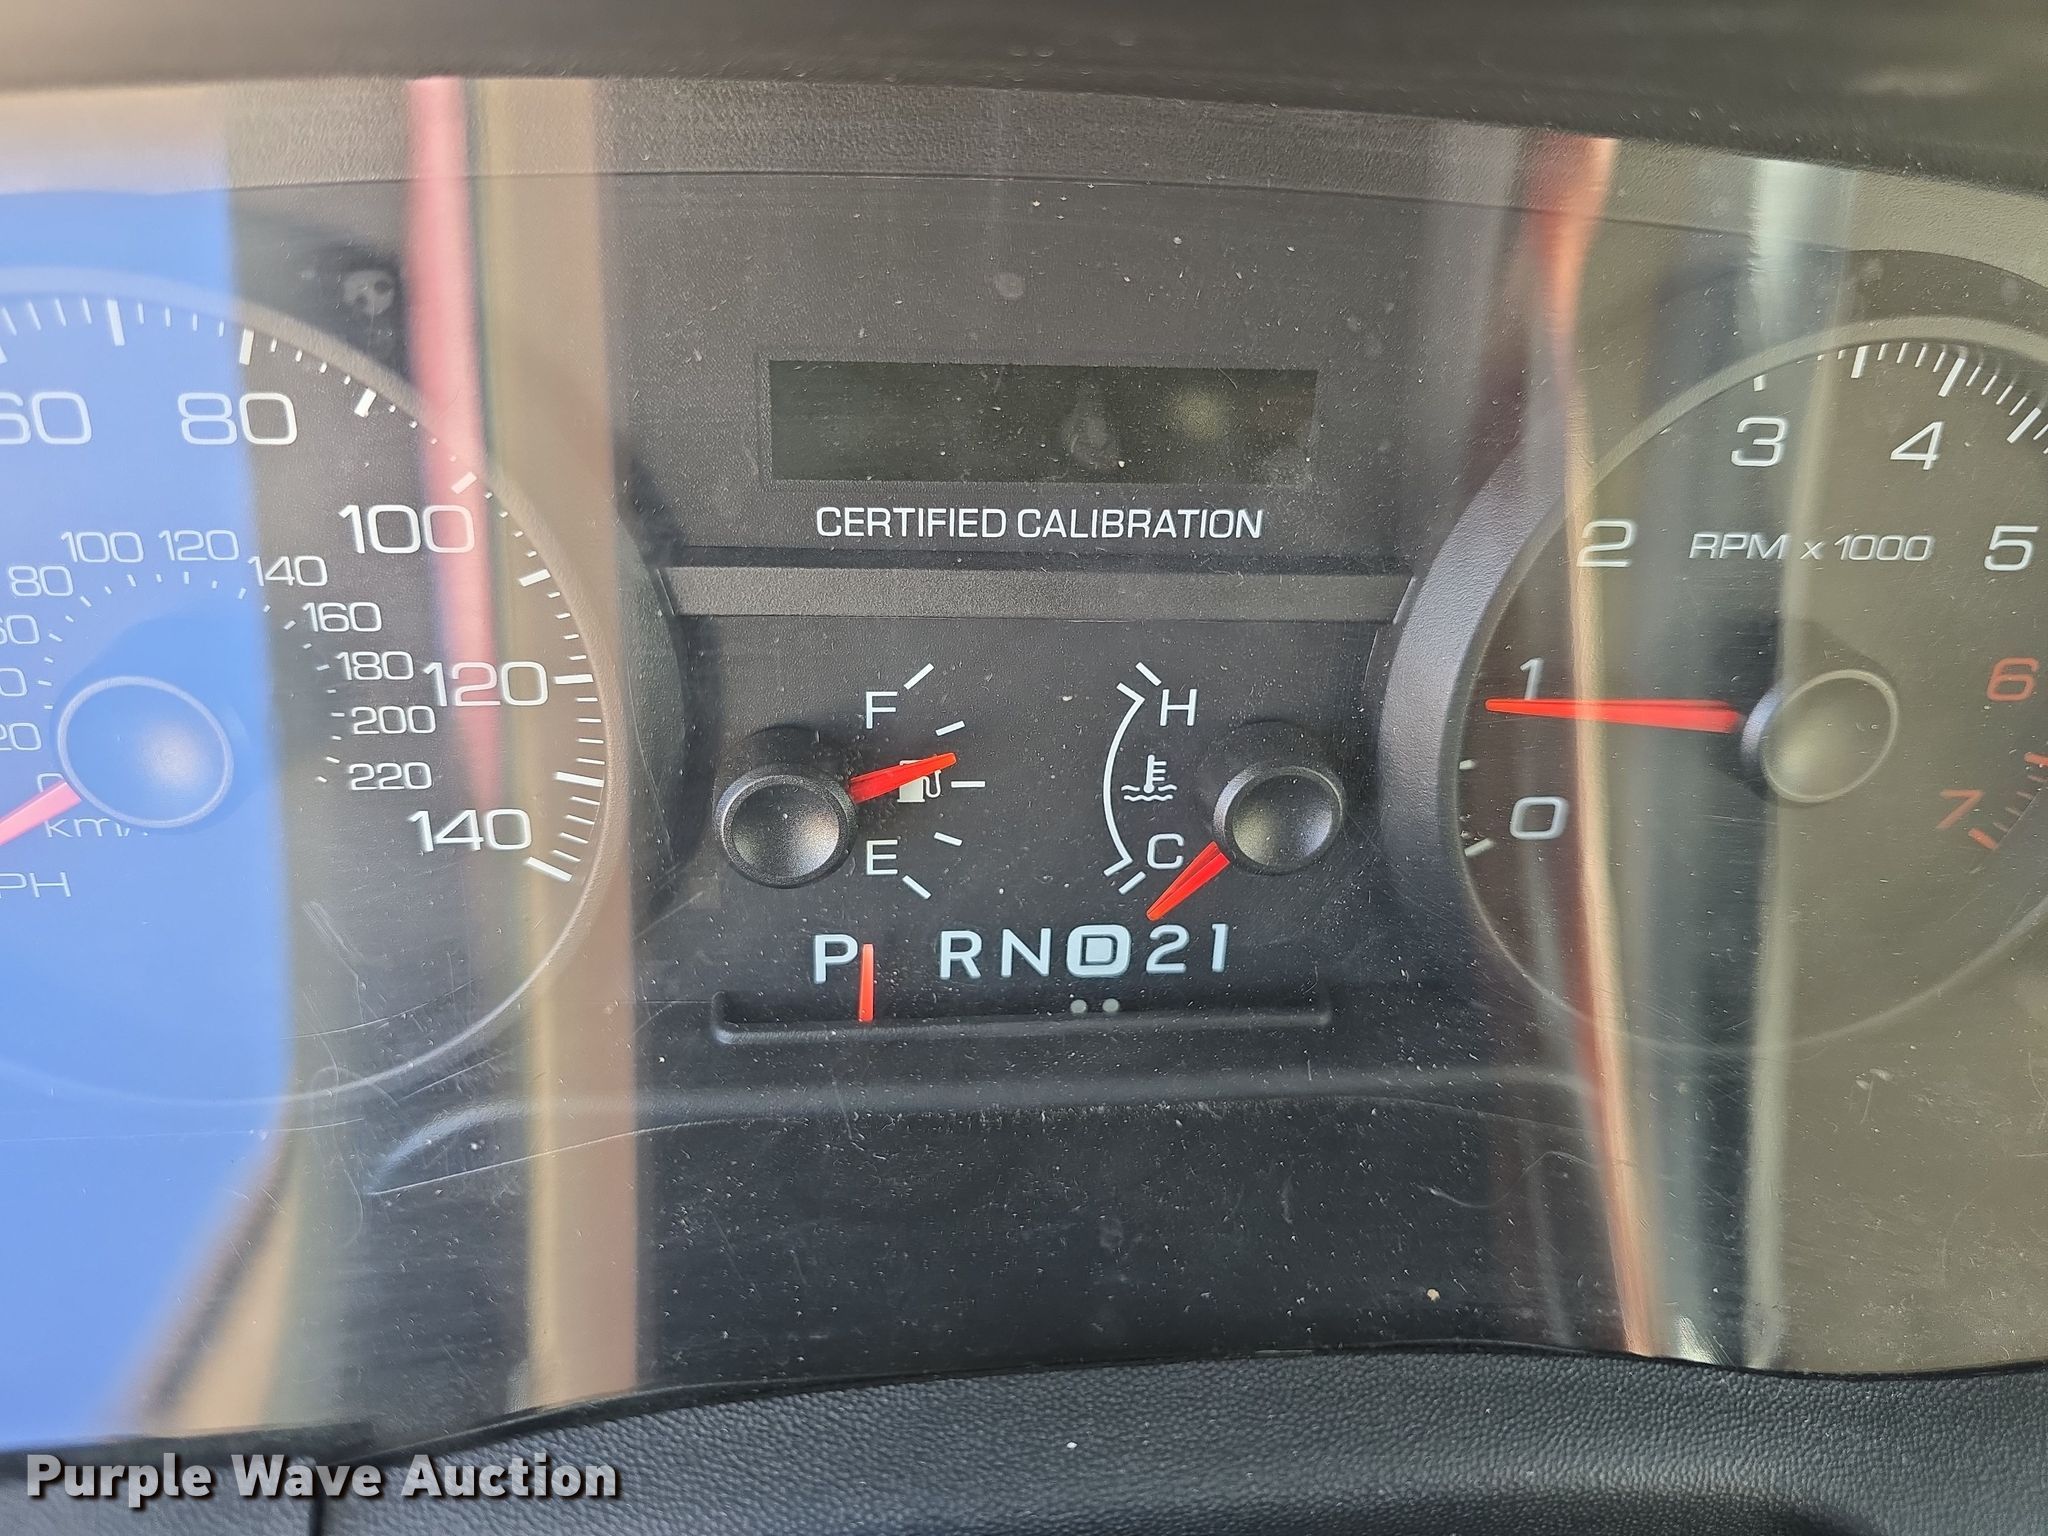 60 80 100 120 140
80 100 120 140 160 180 200 220
km/
PH
CERTIFIED CALIBRATION
F
E
H
C
P RND21
0 1 2 3 4 5 6 7
RPM x 1000
Purple Wave Auction